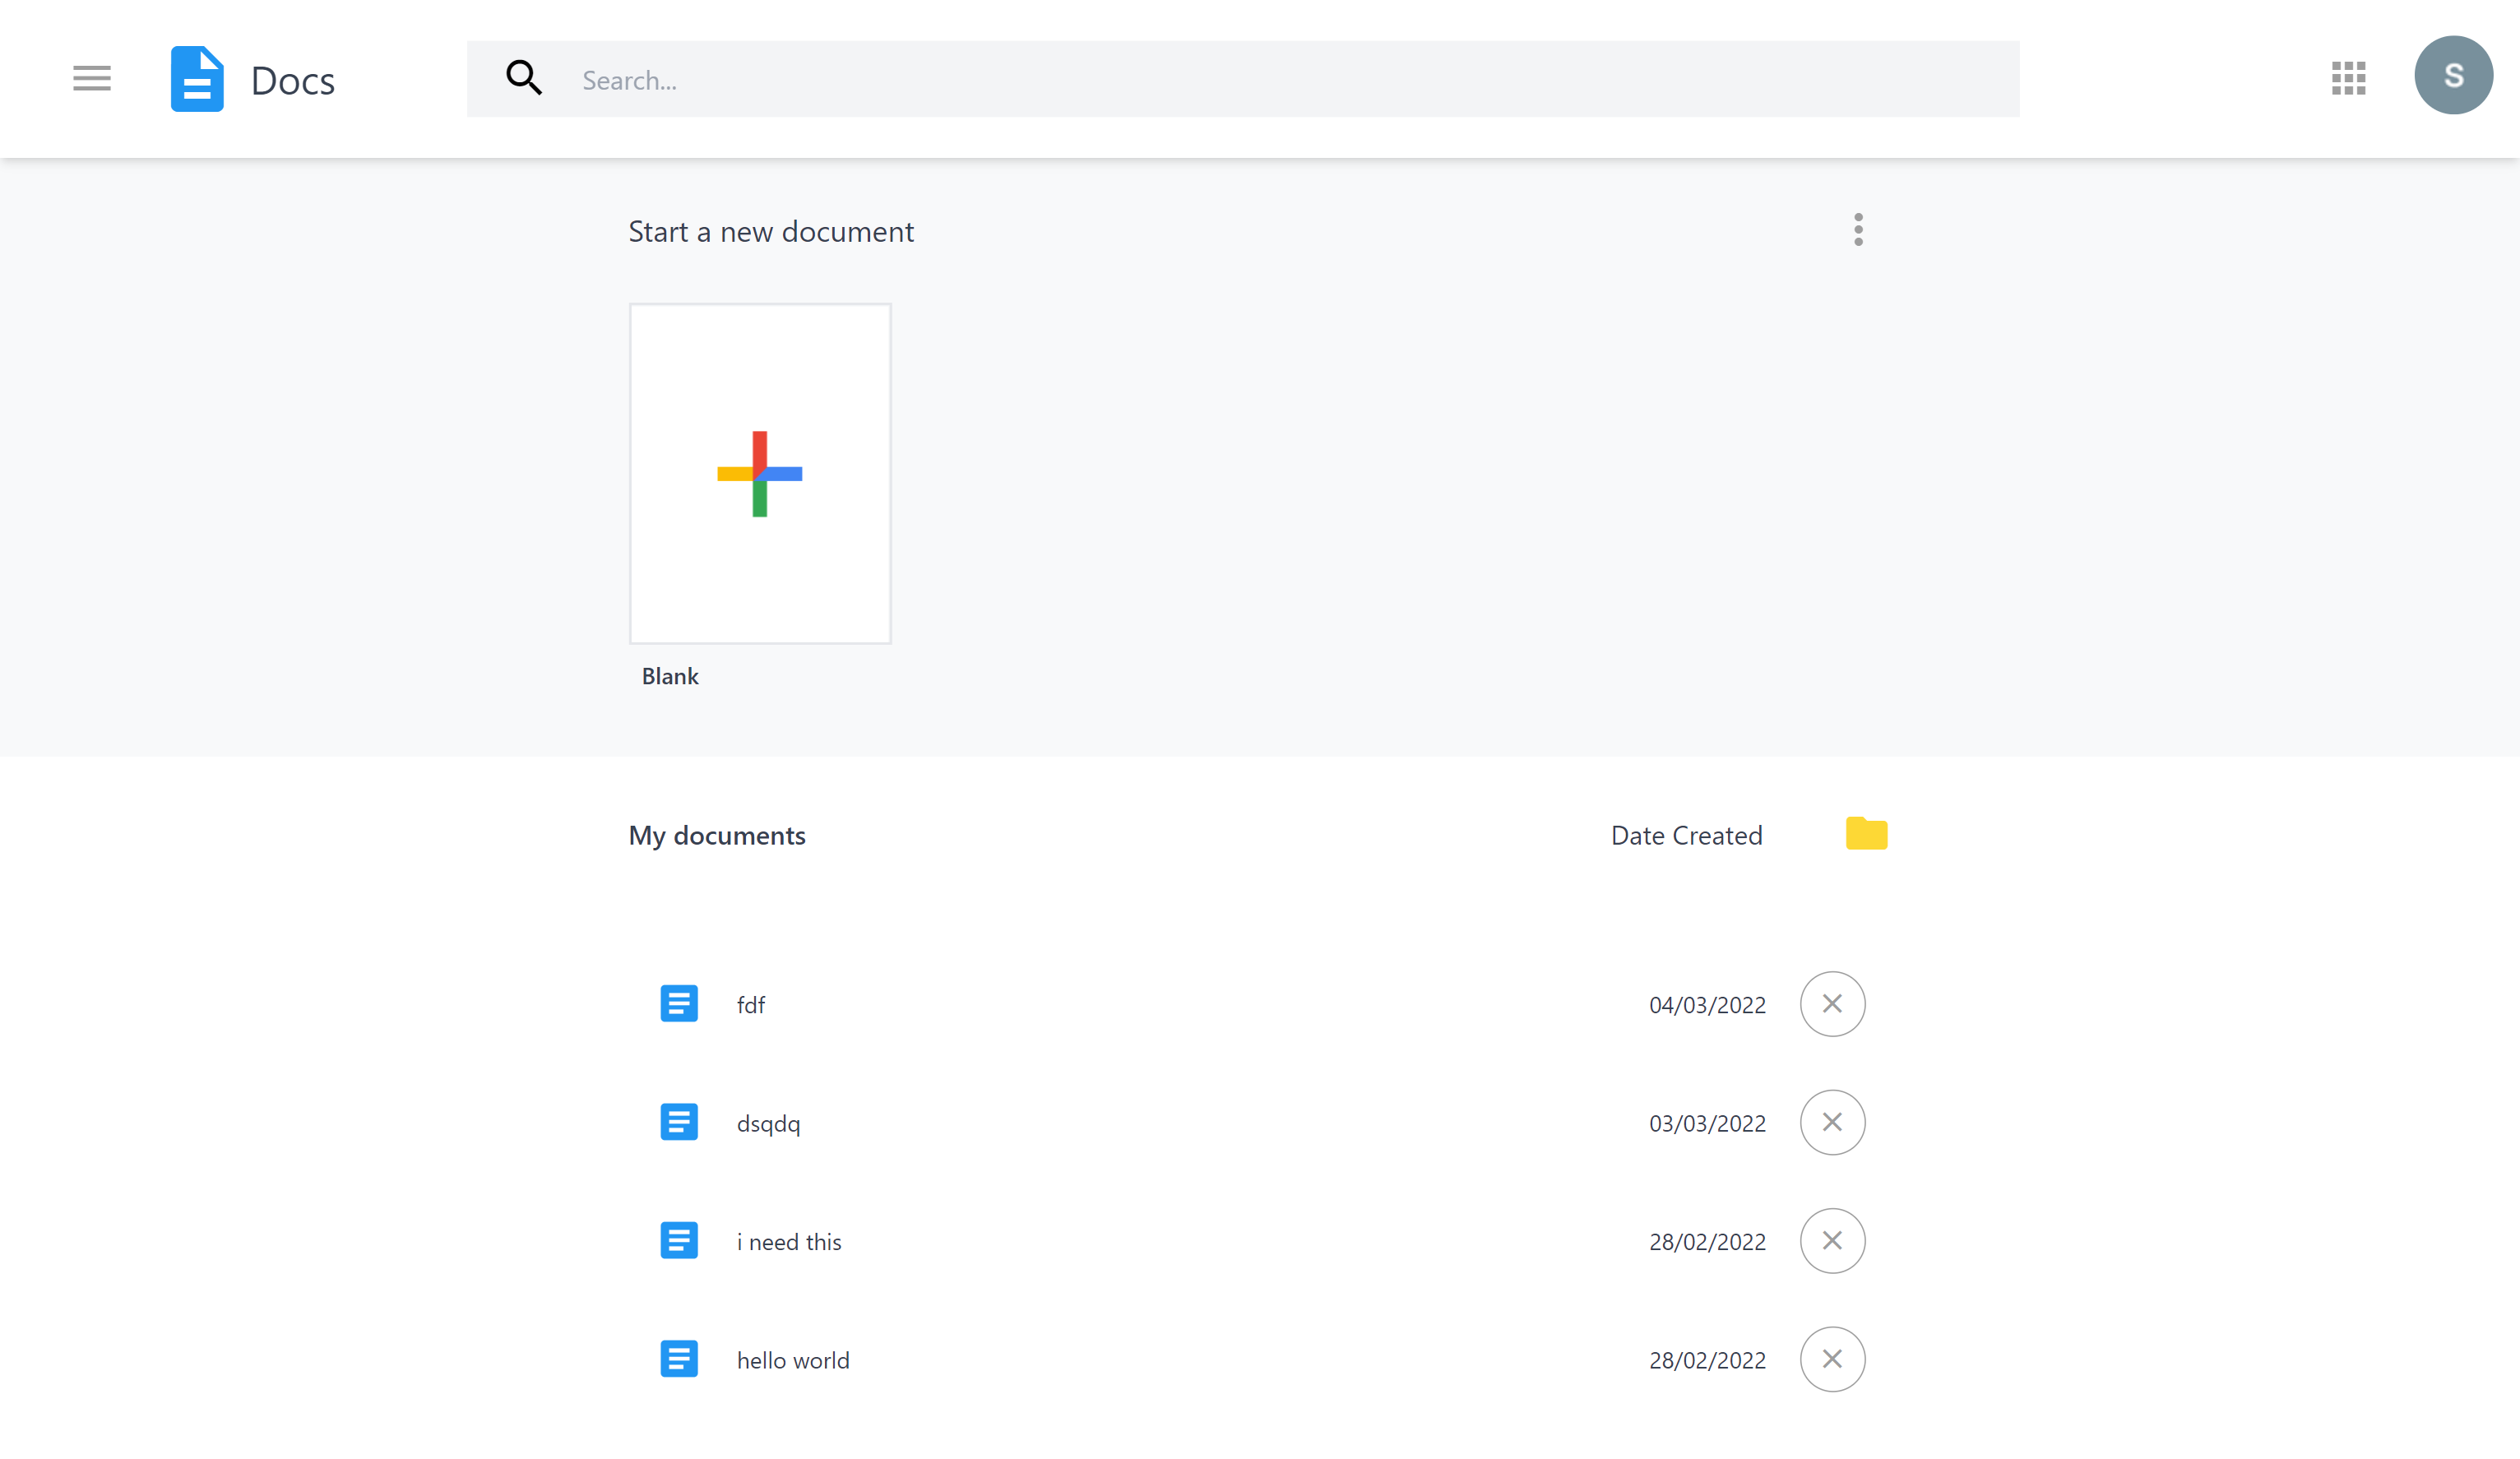 Docs
Search...
S
Start a new document
Blank
My documents
Date Created
fdf
04/03/2022
dsqdq
03/03/2022
i need this
28/02/2022
hello world
28/02/2022